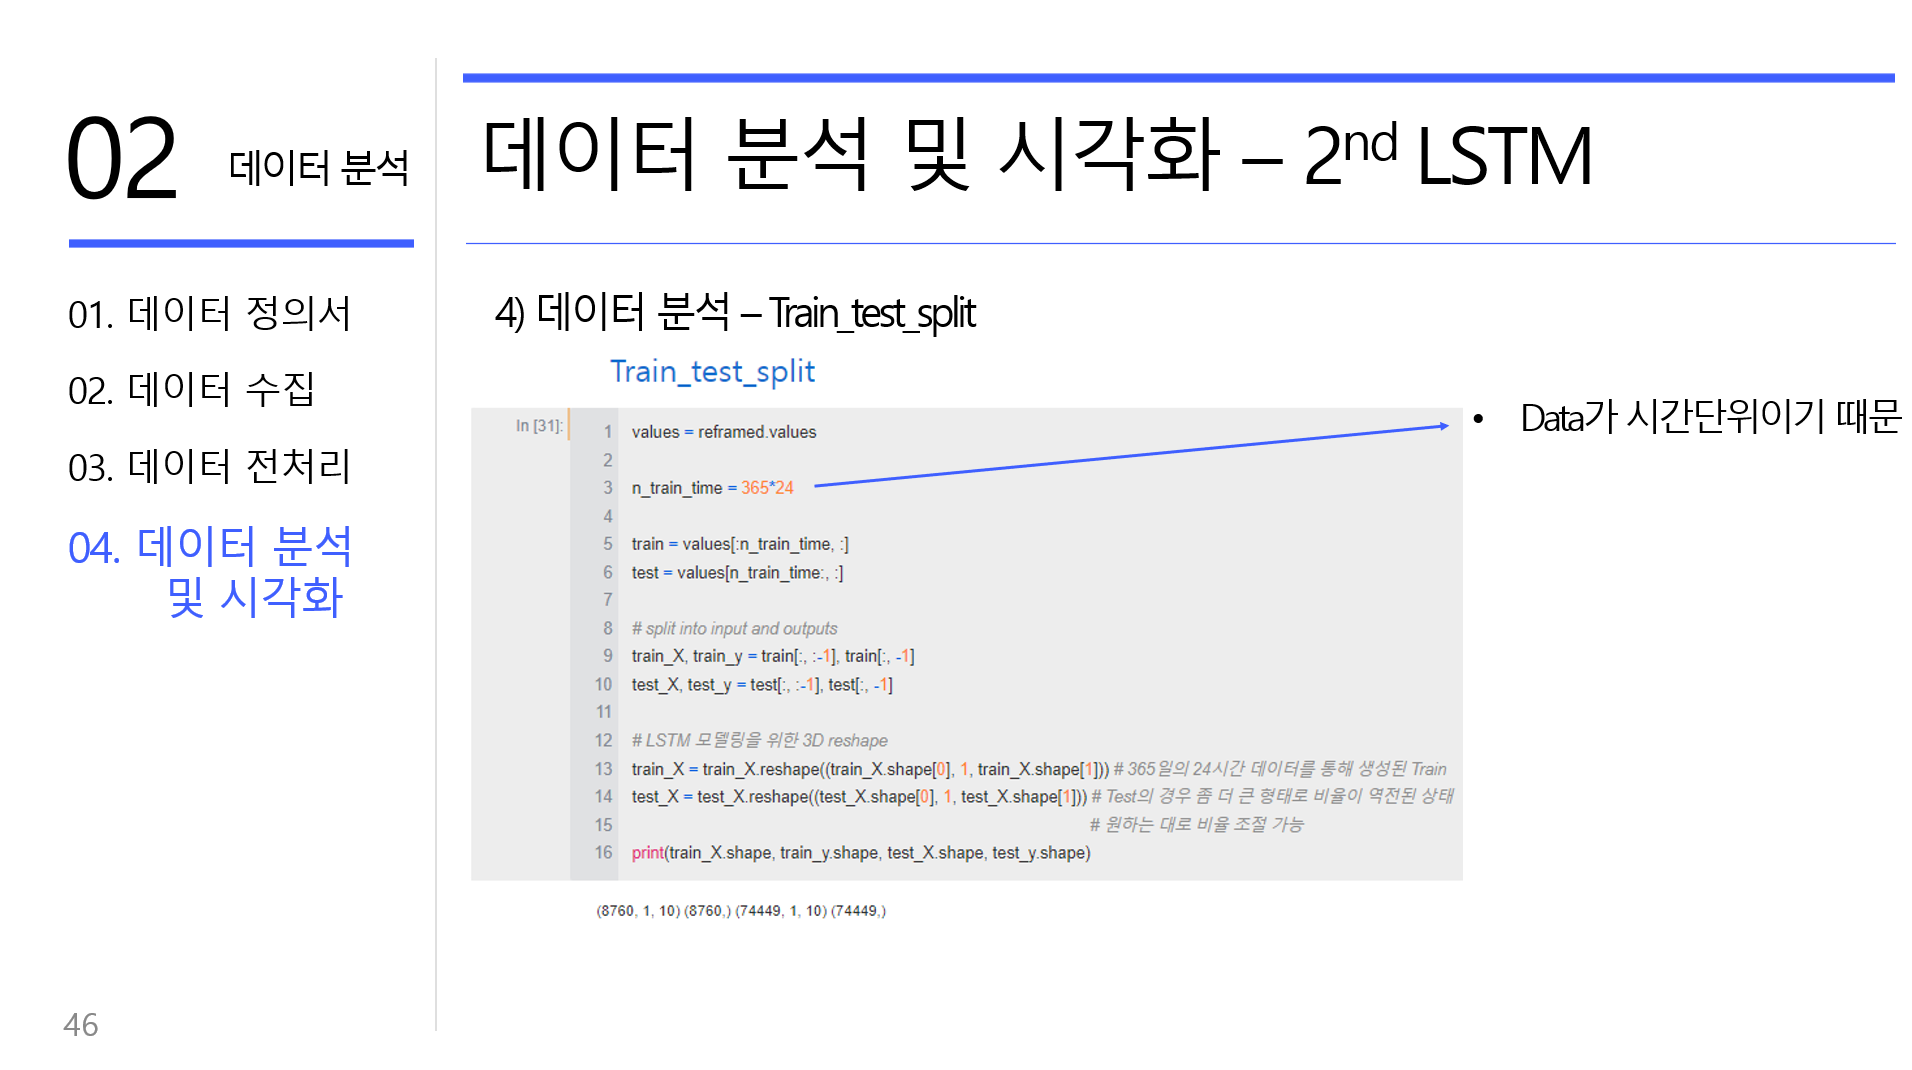 02 데이터 분석
01. 데이터 정의서
02. 데이터 수집
03. 데이터 전처리
04. 데이터 분석
및 시각화
46
데이터 분석 및 시각화 – 2nd LSTM
4) 데이터 분석 – Train_test_split
Train_test_split
In [31]:
1 values = reframed.values
2
3 n_train_time = 365*24
4
5 train = values[:n_train_time, :]
6 test = values[n_train_time:, :]
7
8 # split into input and outputs
9 train_X, train_y = train[:, :-1], train[:, -1]
10 test_X, test_y = test[:, :-1], test[:, -1]
11
12 # LSTM 모델링을 위한 3D reshape
13 train_X = train_X.reshape((train_X.shape[0], 1, train_X.shape[1])) # 365일의 24시간 데이터를 통해 생성된 Train
14 test_X = test_X.reshape((test_X.shape[0], 1, test_X.shape[1])) # Test의 경우 좀 더 큰 형태로 비율이 역전된 상태
15 # 원하는 대로 비율 조절 가능
16 print(train_X.shape, train_y.shape, test_X.shape, test_y.shape)
(8760, 1, 10) (8760,) (74449, 1, 10) (74449,)
• Data가 시간단위이기 때문